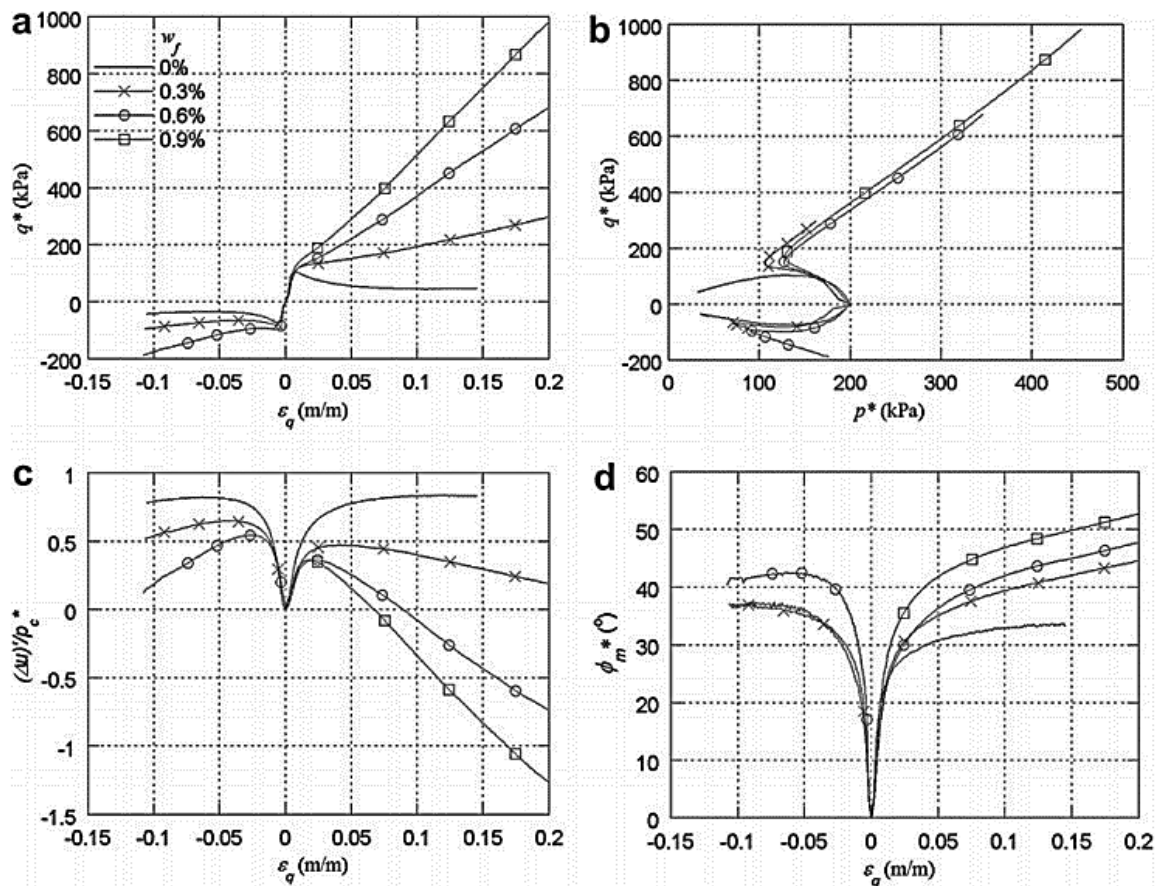 a
1000
800
600
400
200
0
-200
q* (kPa)
w_f
0%
0.3%
0.6%
0.9%
-0.15 -0.1 -0.05 0 0.05 0.1 0.15 0.2
ε_q (m/m)
b
1000
800
600
400
200
0
-200
q* (kPa)
0 100 200 300 400 500
p* (kPa)
c
1
0.5
0
-0.5
-1
-1.5
(Δu)'/p_c*
-0.15 -0.1 -0.05 0 0.05 0.1 0.15 0.2
ε_q (m/m)
d
60
50
40
30
20
10
0
ϕ_m* (°)
-0.15 -0.1 -0.05 0 0.05 0.1 0.15 0.2
ε_q (m/m)